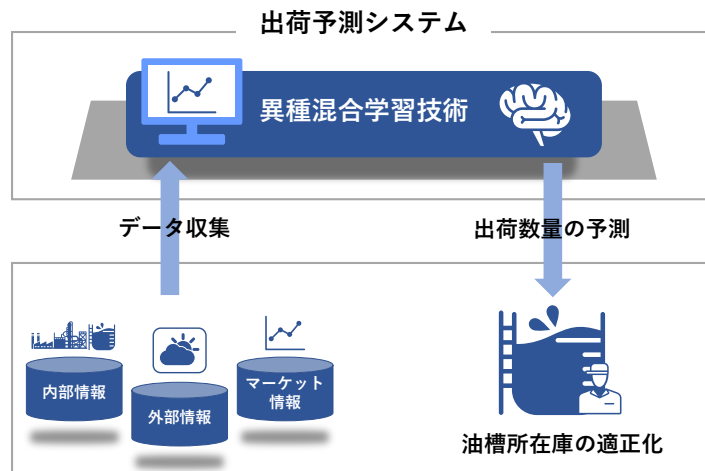 出荷予測システム
異種混合学習技術
データ収集
出荷数量の予測
内部情報
外部情報
マーケット
情報
油槽所在庫の適正化